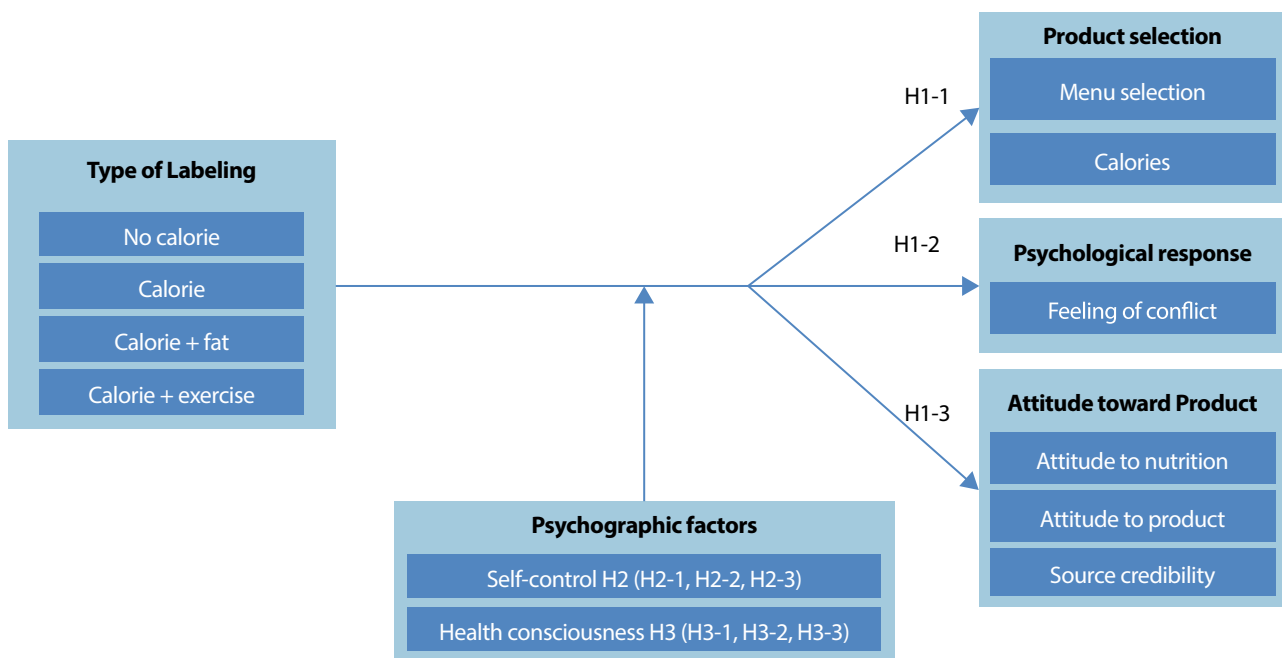 Type of Labeling
No calorie
Calorie
Calorie + fat
Calorie + exercise
H1-1
H1-2
H1-3
Psychographic factors
Self-control H2 (H2-1, H2-2, H2-3)
Health consciousness H3 (H3-1, H3-2, H3-3)
Product selection
Menu selection
Calories
Psychological response
Feeling of conflict
Attitude toward Product
Attitude to nutrition
Attitude to product
Source credibility